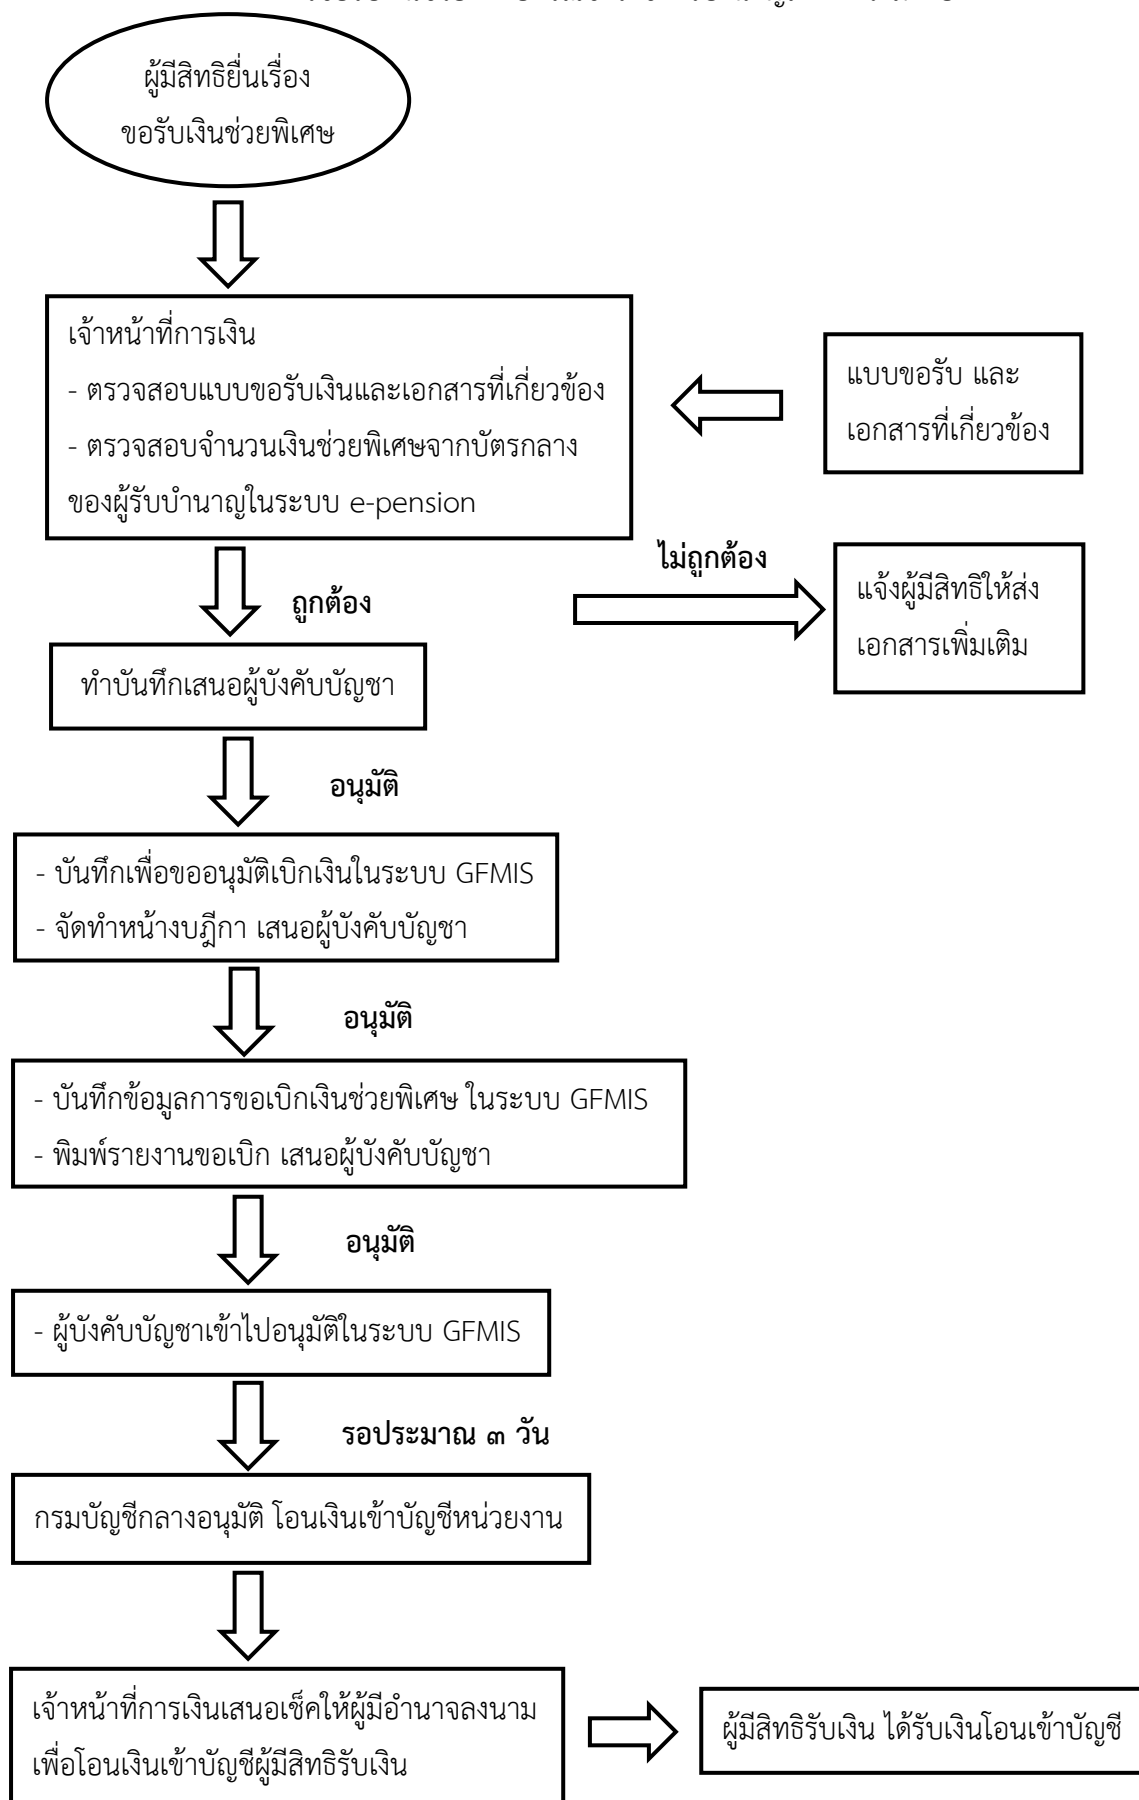 ผู้มีสิทธิยื่นเรื่อง
ขอรับเงินช่วยพิเศษ
เจ้าหน้าที่การเงิน
- ตรวจสอบแบบขอรับเงินและเอกสารที่เกี่ยวข้อง
- ตรวจสอบจำนวนเงินช่วยพิเศษจากบัตรกลาง
ของผู้รับบำนาญในระบบ e-pension
แบบขอรับ และ
เอกสารที่เกี่ยวข้อง
ถูกต้อง
ไม่ถูกต้อง
แจ้งผู้มีสิทธิให้ส่ง
เอกสารเพิ่มเติม
ทำบันทึกเสนอผู้บังคับบัญชา
อนุมัติ
- บันทึกเพื่อขออนุมัติเบิกเงินในระบบ GFMIS
- จัดทำหน้างบฎีกา เสนอผู้บังคับบัญชา
อนุมัติ
- บันทึกข้อมูลการขอเบิกเงินช่วยพิเศษ ในระบบ GFMIS
- พิมพ์รายงานขอเบิก เสนอผู้บังคับบัญชา
อนุมัติ
- ผู้บังคับบัญชาเข้าไปอนุมัติในระบบ GFMIS
รอประมาณ ๓ วัน
กรมบัญชีกลางอนุมัติ โอนเงินเข้าบัญชีหน่วยงาน
เจ้าหน้าที่การเงินเสนอเช็คให้ผู้มีอำนาจลงนาม
เพื่อโอนเงินเข้าบัญชีผู้มีสิทธิรับเงิน
ผู้มีสิทธิรับเงิน ได้รับเงินโอนเข้าบัญชี